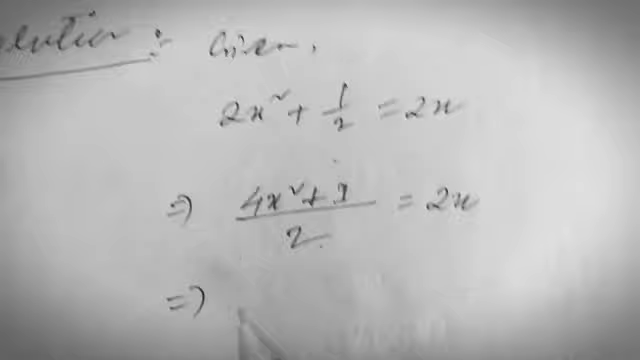 Solution :- Given,
2x² + 1/2 = 2x
=> (4x² + 1)/2 = 2x
=>